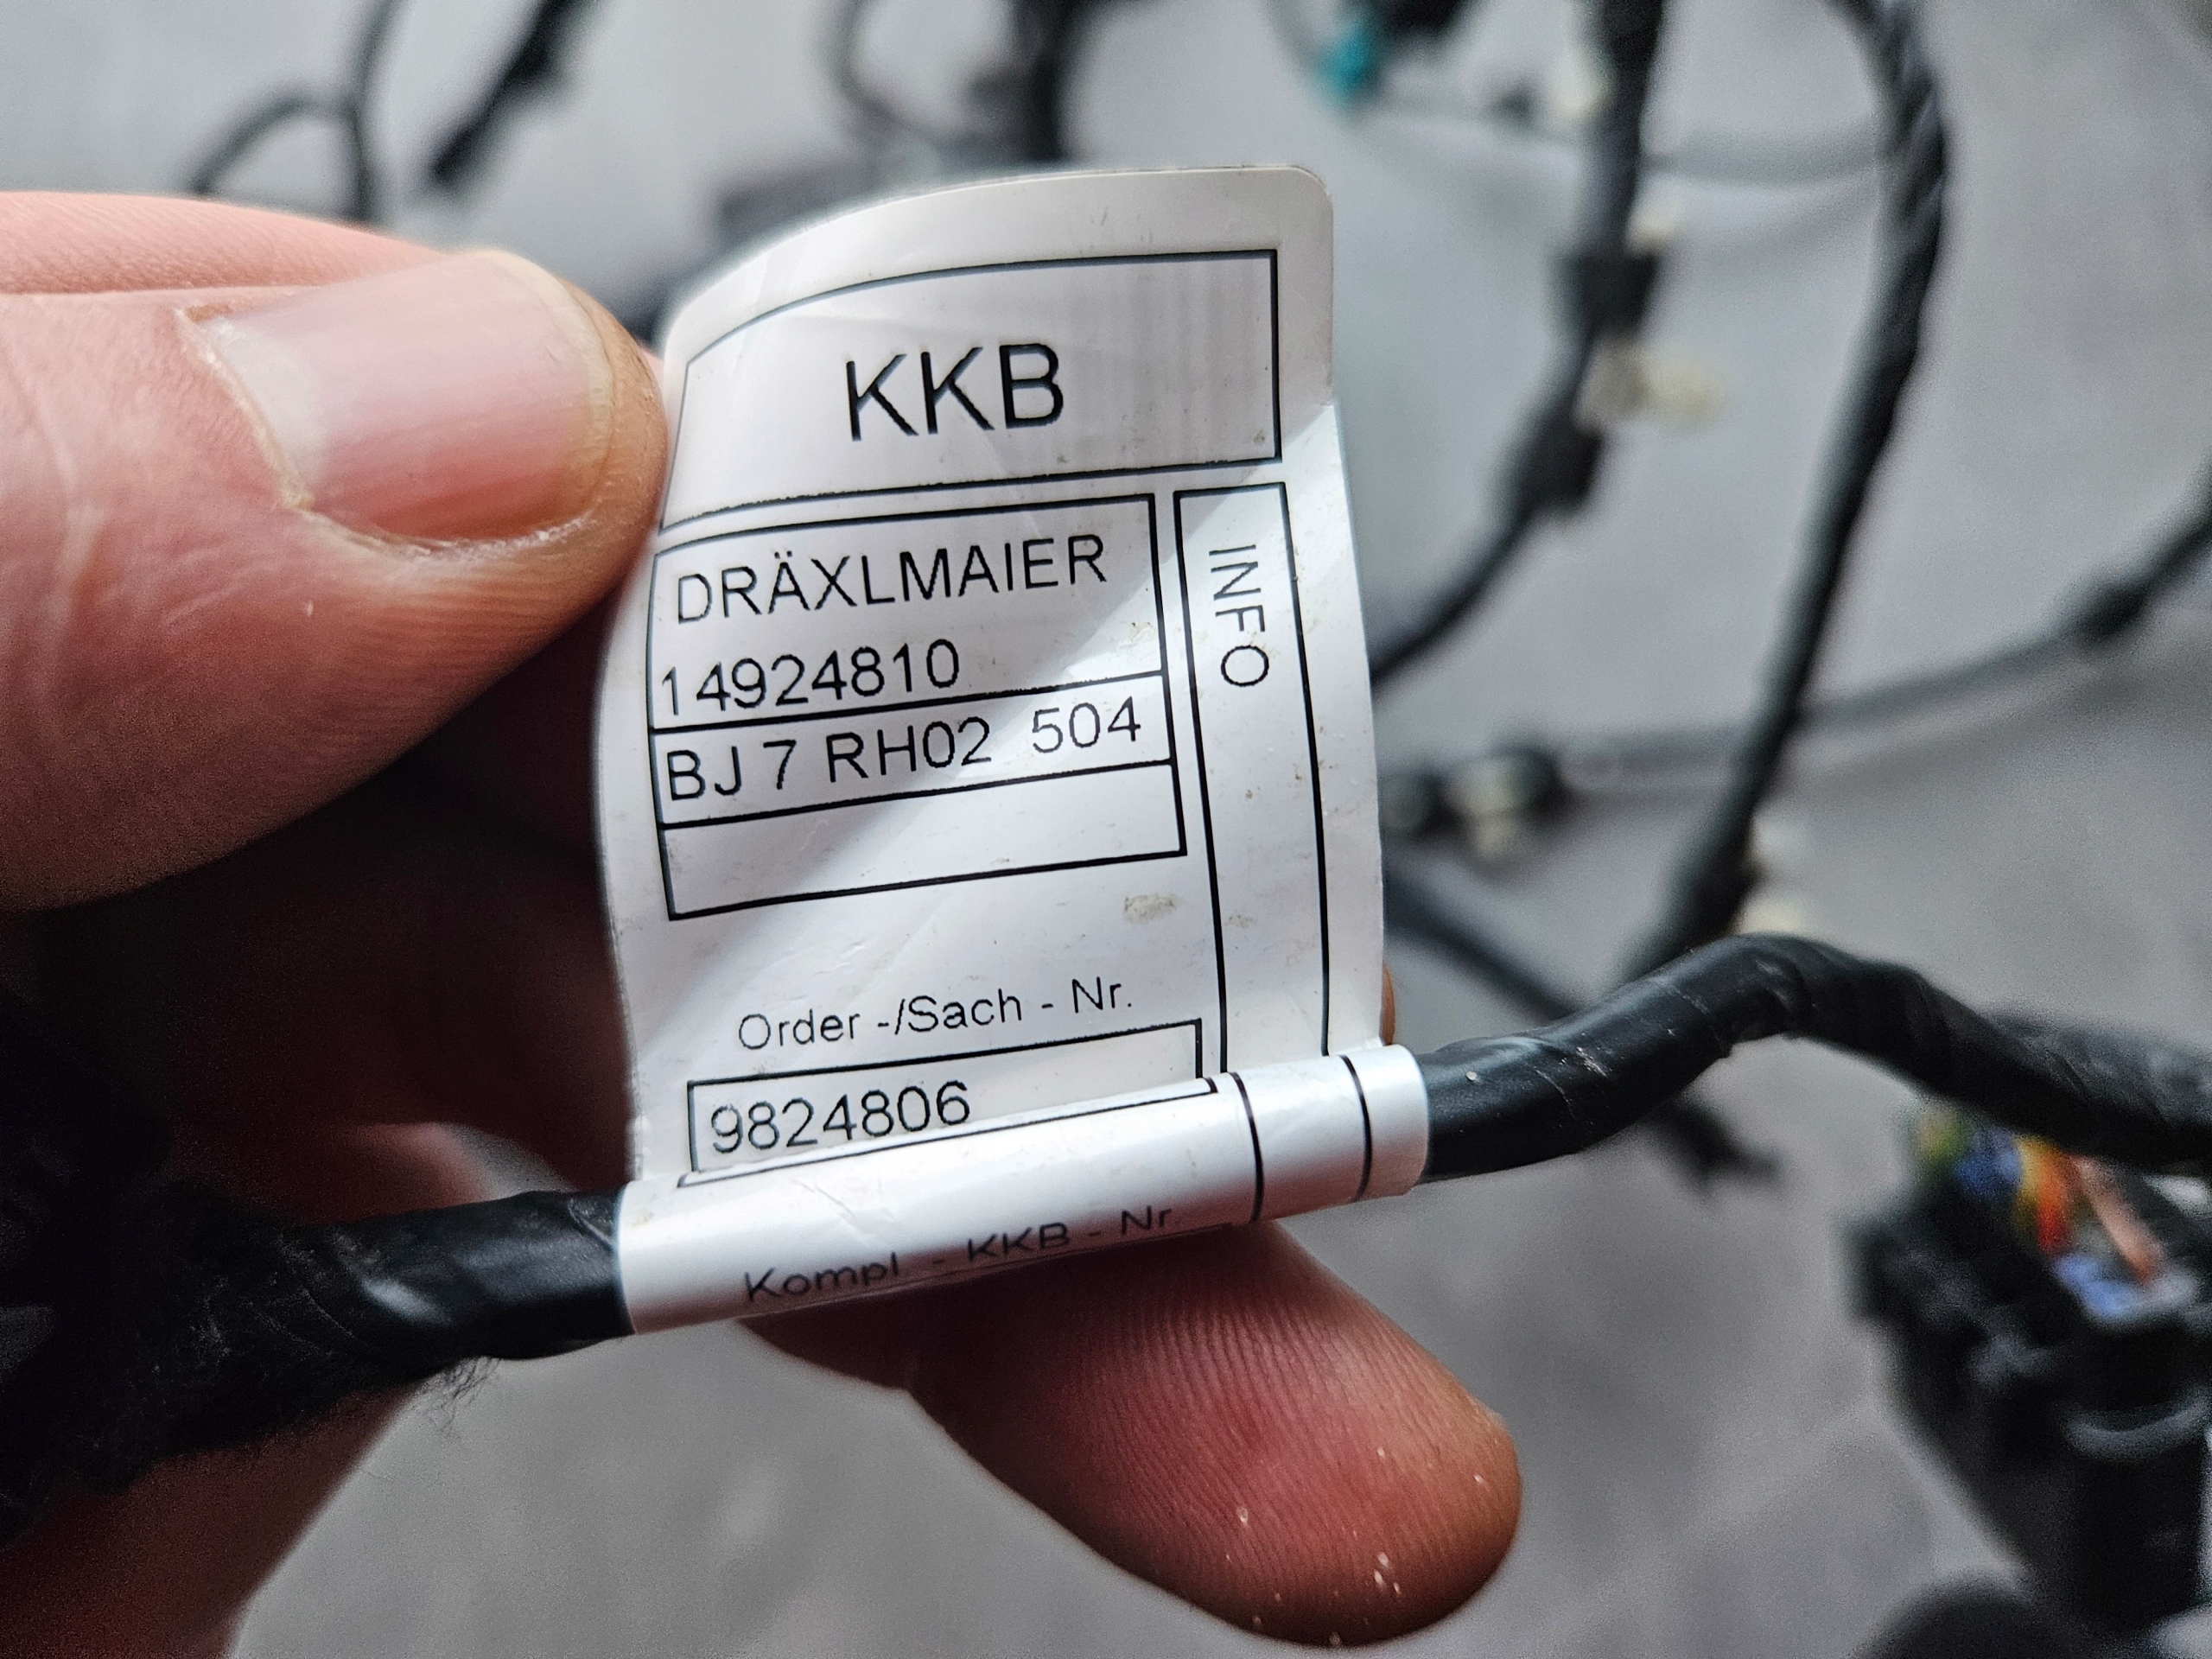 KKB
DRÄXLMAIER
14924810
BJ 7 RH02 504
INFO
Order -/Sach - Nr.
9824806
Kompl. - KKB - Nr.